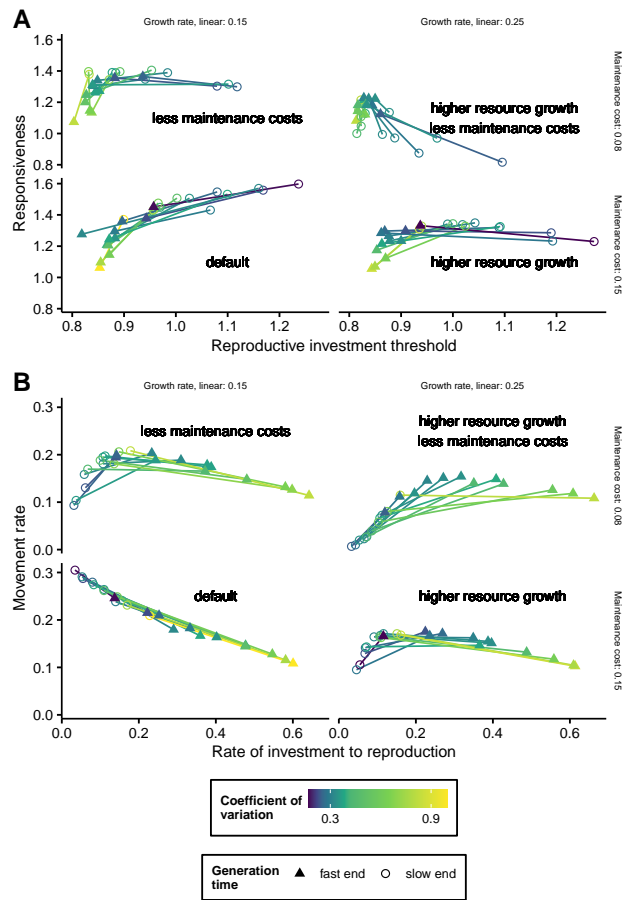 A
Growth rate, linear: 0.15
Growth rate, linear: 0.25
1.6
1.4
1.2
1.0
0.8
less maintenance costs
higher resource growth
less maintenance costs
Maintenance cost: 0.08
Responsiveness
1.6
1.4
1.2
1.0
0.8
default
higher resource growth
Maintenance cost: 0.15
0.8 0.9 1.0 1.1 1.2
0.8 0.9 1.0 1.1 1.2
Reproductive investment threshold
B
Growth rate, linear: 0.15
Growth rate, linear: 0.25
0.3
0.2
0.1
0.0
less maintenance costs
higher resource growth
less maintenance costs
Maintenance cost: 0.08
Movement rate
0.3
0.2
0.1
0.0
default
higher resource growth
Maintenance cost: 0.15
0.0 0.2 0.4 0.6
0.0 0.2 0.4 0.6
Rate of investment to reproduction
Coefficient of
variation
0.3 0.9
Generation
time
fast end
slow end